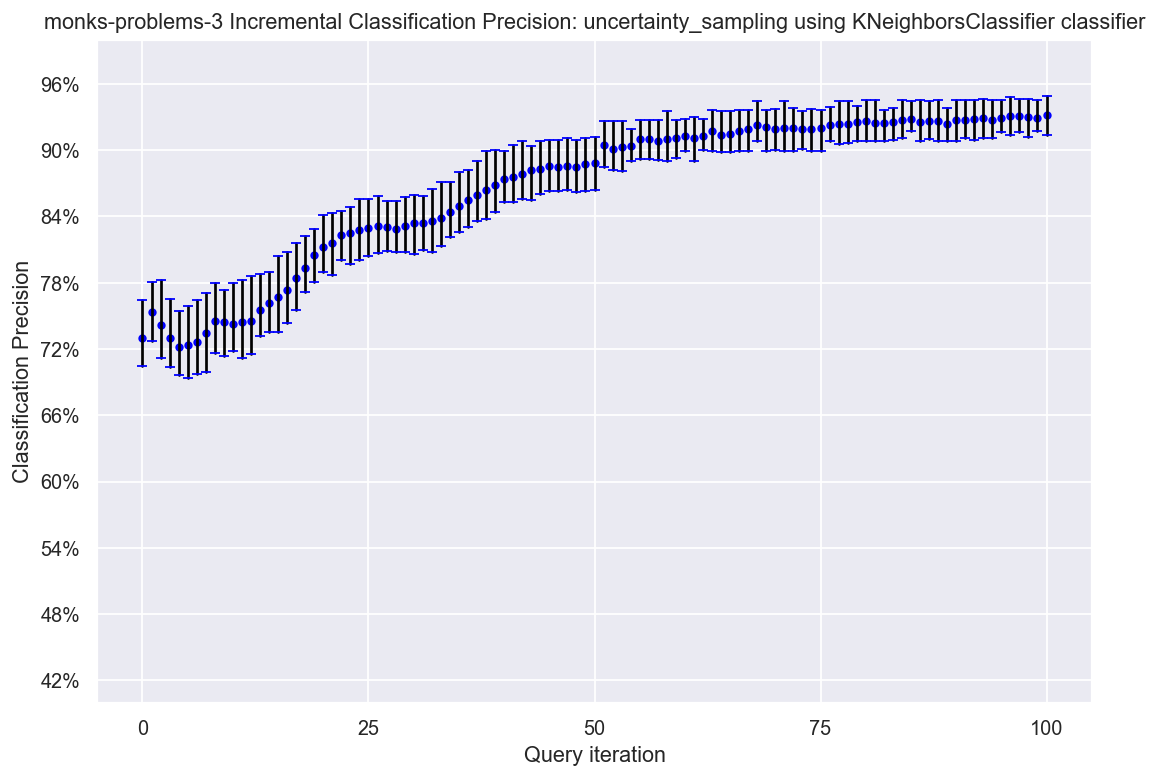 monks-problems-3 Incremental Classification Precision: uncertainty_sampling using KNeighborsClassifier classifier
96%
90%
84%
78%
72%
66%
60%
54%
48%
42%
Classification Precision
0 25 50 75 100
Query iteration